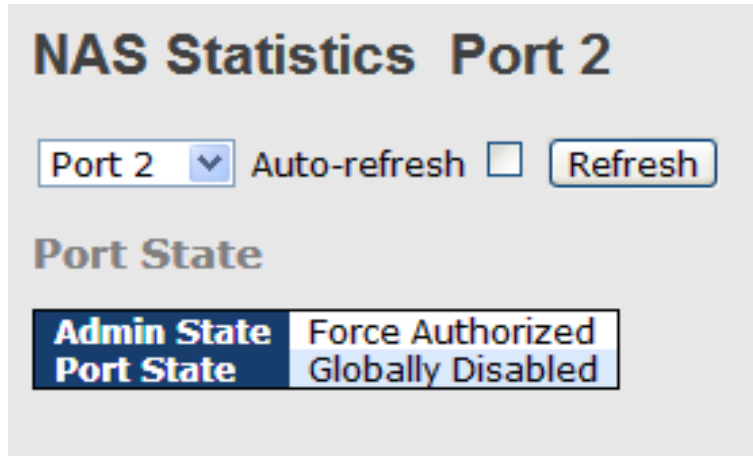 NAS Statistics Port 2
Port 2 Auto-refresh Refresh
Port State
Admin State Force Authorized
Port State Globally Disabled